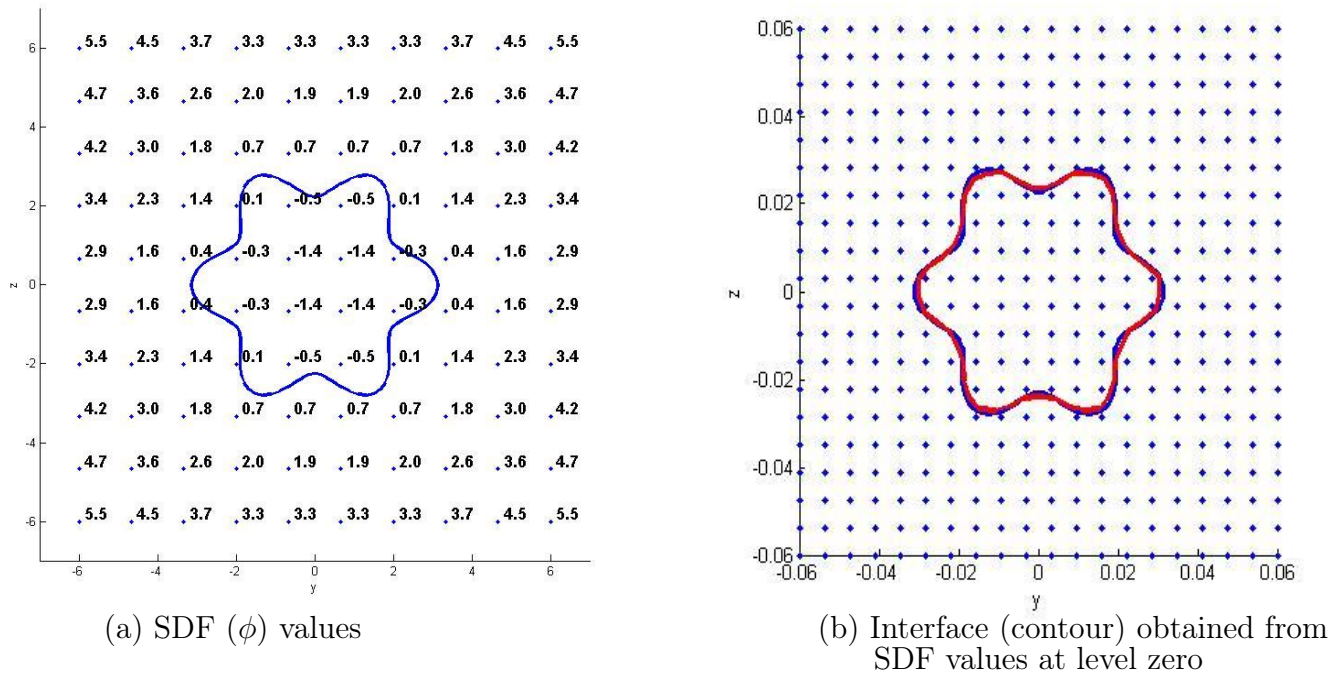 5.5 4.5 3.7 3.3 3.3 3.3 3.3 3.7 4.5 5.5
4.7 3.6 2.6 2.0 1.9 1.9 2.0 2.6 3.6 4.7
4.2 3.0 1.8 0.7 0.7 0.7 0.7 1.8 3.0 4.2
3.4 2.3 1.4 0.1 -0.5 -0.5 0.1 1.4 2.3 3.4
2.9 1.6 0.4 -0.3 -1.4 -1.4 -0.3 0.4 1.6 2.9
2.9 1.6 0.4 -0.3 -1.4 -1.4 -0.3 0.4 1.6 2.9
3.4 2.3 1.4 0.1 -0.5 -0.5 0.1 1.4 2.3 3.4
4.2 3.0 1.8 0.7 0.7 0.7 0.7 1.8 3.0 4.2
4.7 3.6 2.6 2.0 1.9 1.9 2.0 2.6 3.6 4.7
5.5 4.5 3.7 3.3 3.3 3.3 3.3 3.7 4.5 5.5
6
4
2
0
-2
-4
-6
z
-6 -4 -2 0 2 4 6
y
(a) SDF (ϕ) values
0.06
0.04
0.02
0
-0.02
-0.04
-0.06
z
-0.06 -0.04 -0.02 0 0.02 0.04 0.06
y
(b) Interface (contour) obtained from
SDF values at level zero